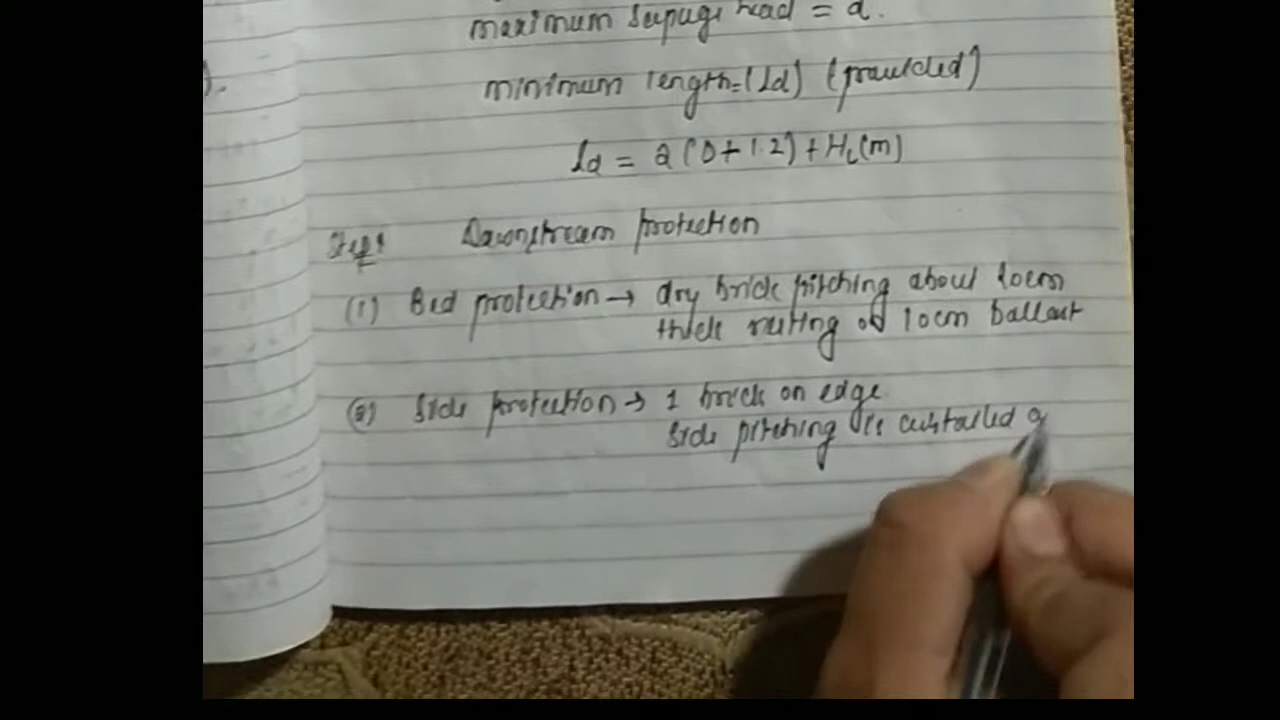 maximum seepage head = d.
minimum length = (Ld) (provided)
Ld = 2(D+1.2) + HL(m)
Step:
Downstream protection
(1) Bed protection → dry brick pitching about 20cm
thick resting on 10cm ballast
(2) Side protection → 1 brick on edge
side pitching is curtailed a